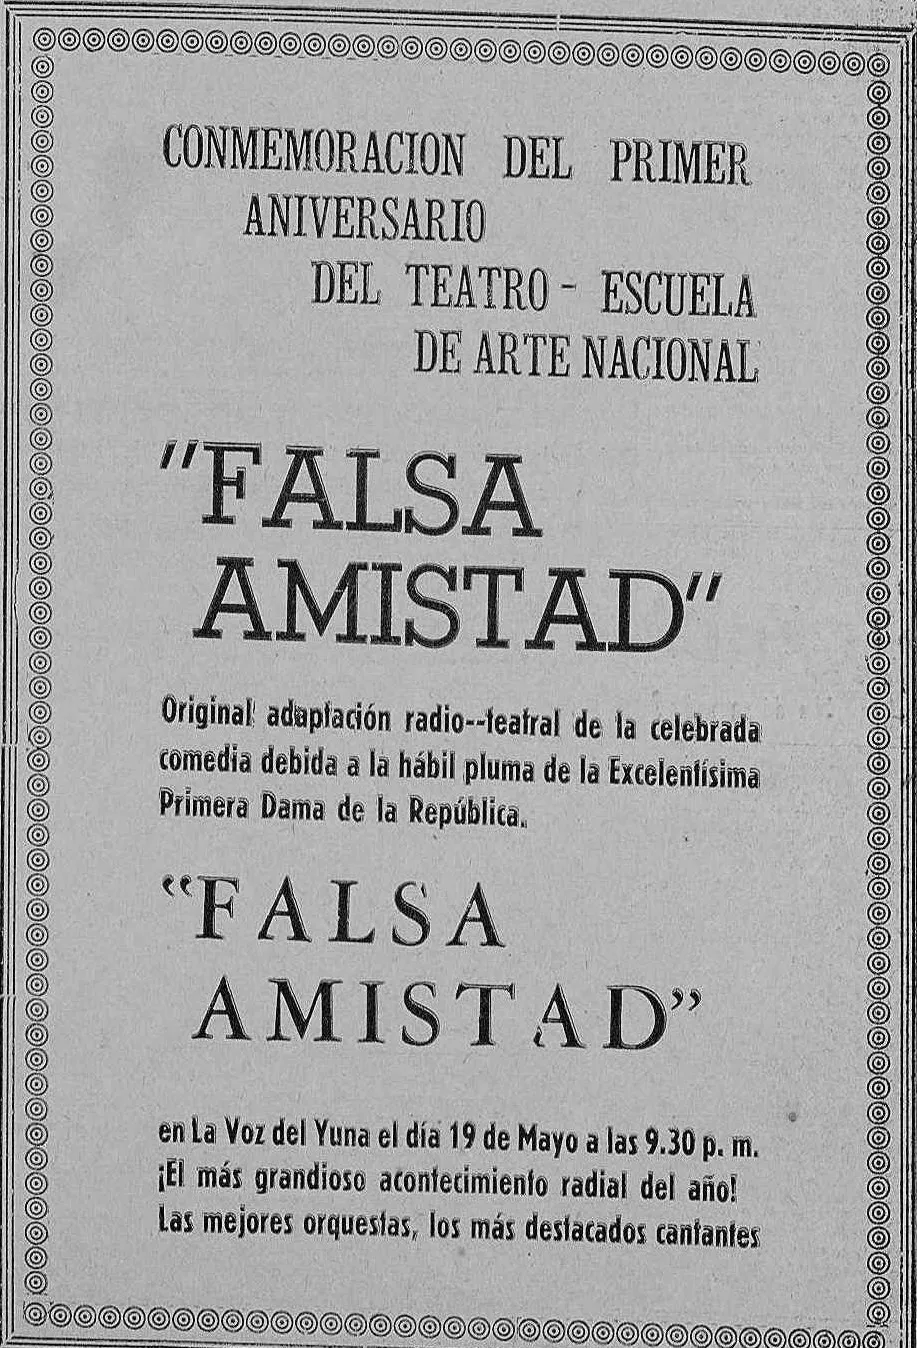 CONMEMORACION DEL PRIMER
ANIVERSARIO
DEL TEATRO - ESCUELA
DE ARTE NACIONAL
"FALSA
AMISTAD"
Original adaptación radio--teatral de la celebrada
comedia debida a la hábil pluma de la Excelentísima
Primera Dama de la República.
“FALSA
AMISTAD”
en La Voz del Yuna el día 19 de Mayo a las 9.30 p. m.
¡El más grandioso acontecimiento radial del año!
Las mejores orquestas, los más destacados cantantes